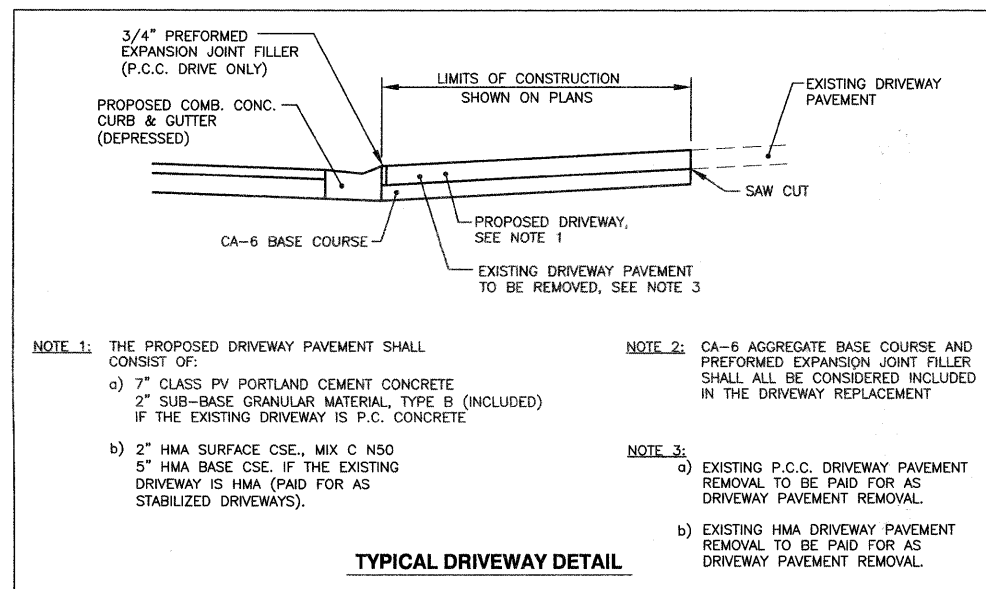 3/4" PREFORMED
EXPANSION JOINT FILLER
(P.C.C. DRIVE ONLY)
LIMITS OF CONSTRUCTION
SHOWN ON PLANS
EXISTING DRIVEWAY
PAVEMENT
PROPOSED COMB. CONC.
CURB & GUTTER
(DEPRESSED)
SAW CUT
CA-6 BASE COURSE
PROPOSED DRIVEWAY,
SEE NOTE 1
EXISTING DRIVEWAY PAVEMENT
TO BE REMOVED, SEE NOTE 3
NOTE 1: THE PROPOSED DRIVEWAY PAVEMENT SHALL
CONSIST OF:
a) 7" CLASS PV PORTLAND CEMENT CONCRETE
2" SUB-BASE GRANULAR MATERIAL, TYPE B (INCLUDED)
IF THE EXISTING DRIVEWAY IS P.C. CONCRETE
b) 2" HMA SURFACE CSE., MIX C N50
5" HMA BASE CSE. IF THE EXISTING
DRIVEWAY IS HMA (PAID FOR AS
STABILIZED DRIVEWAYS).
NOTE 2: CA-6 AGGREGATE BASE COURSE AND
PREFORMED EXPANSION JOINT FILLER
SHALL ALL BE CONSIDERED INCLUDED
IN THE DRIVEWAY REPLACEMENT
NOTE 3:
a) EXISTING P.C.C. DRIVEWAY PAVEMENT
REMOVAL TO BE PAID FOR AS
DRIVEWAY PAVEMENT REMOVAL.
b) EXISTING HMA DRIVEWAY PAVEMENT
REMOVAL TO BE PAID FOR AS
DRIVEWAY PAVEMENT REMOVAL.
TYPICAL DRIVEWAY DETAIL